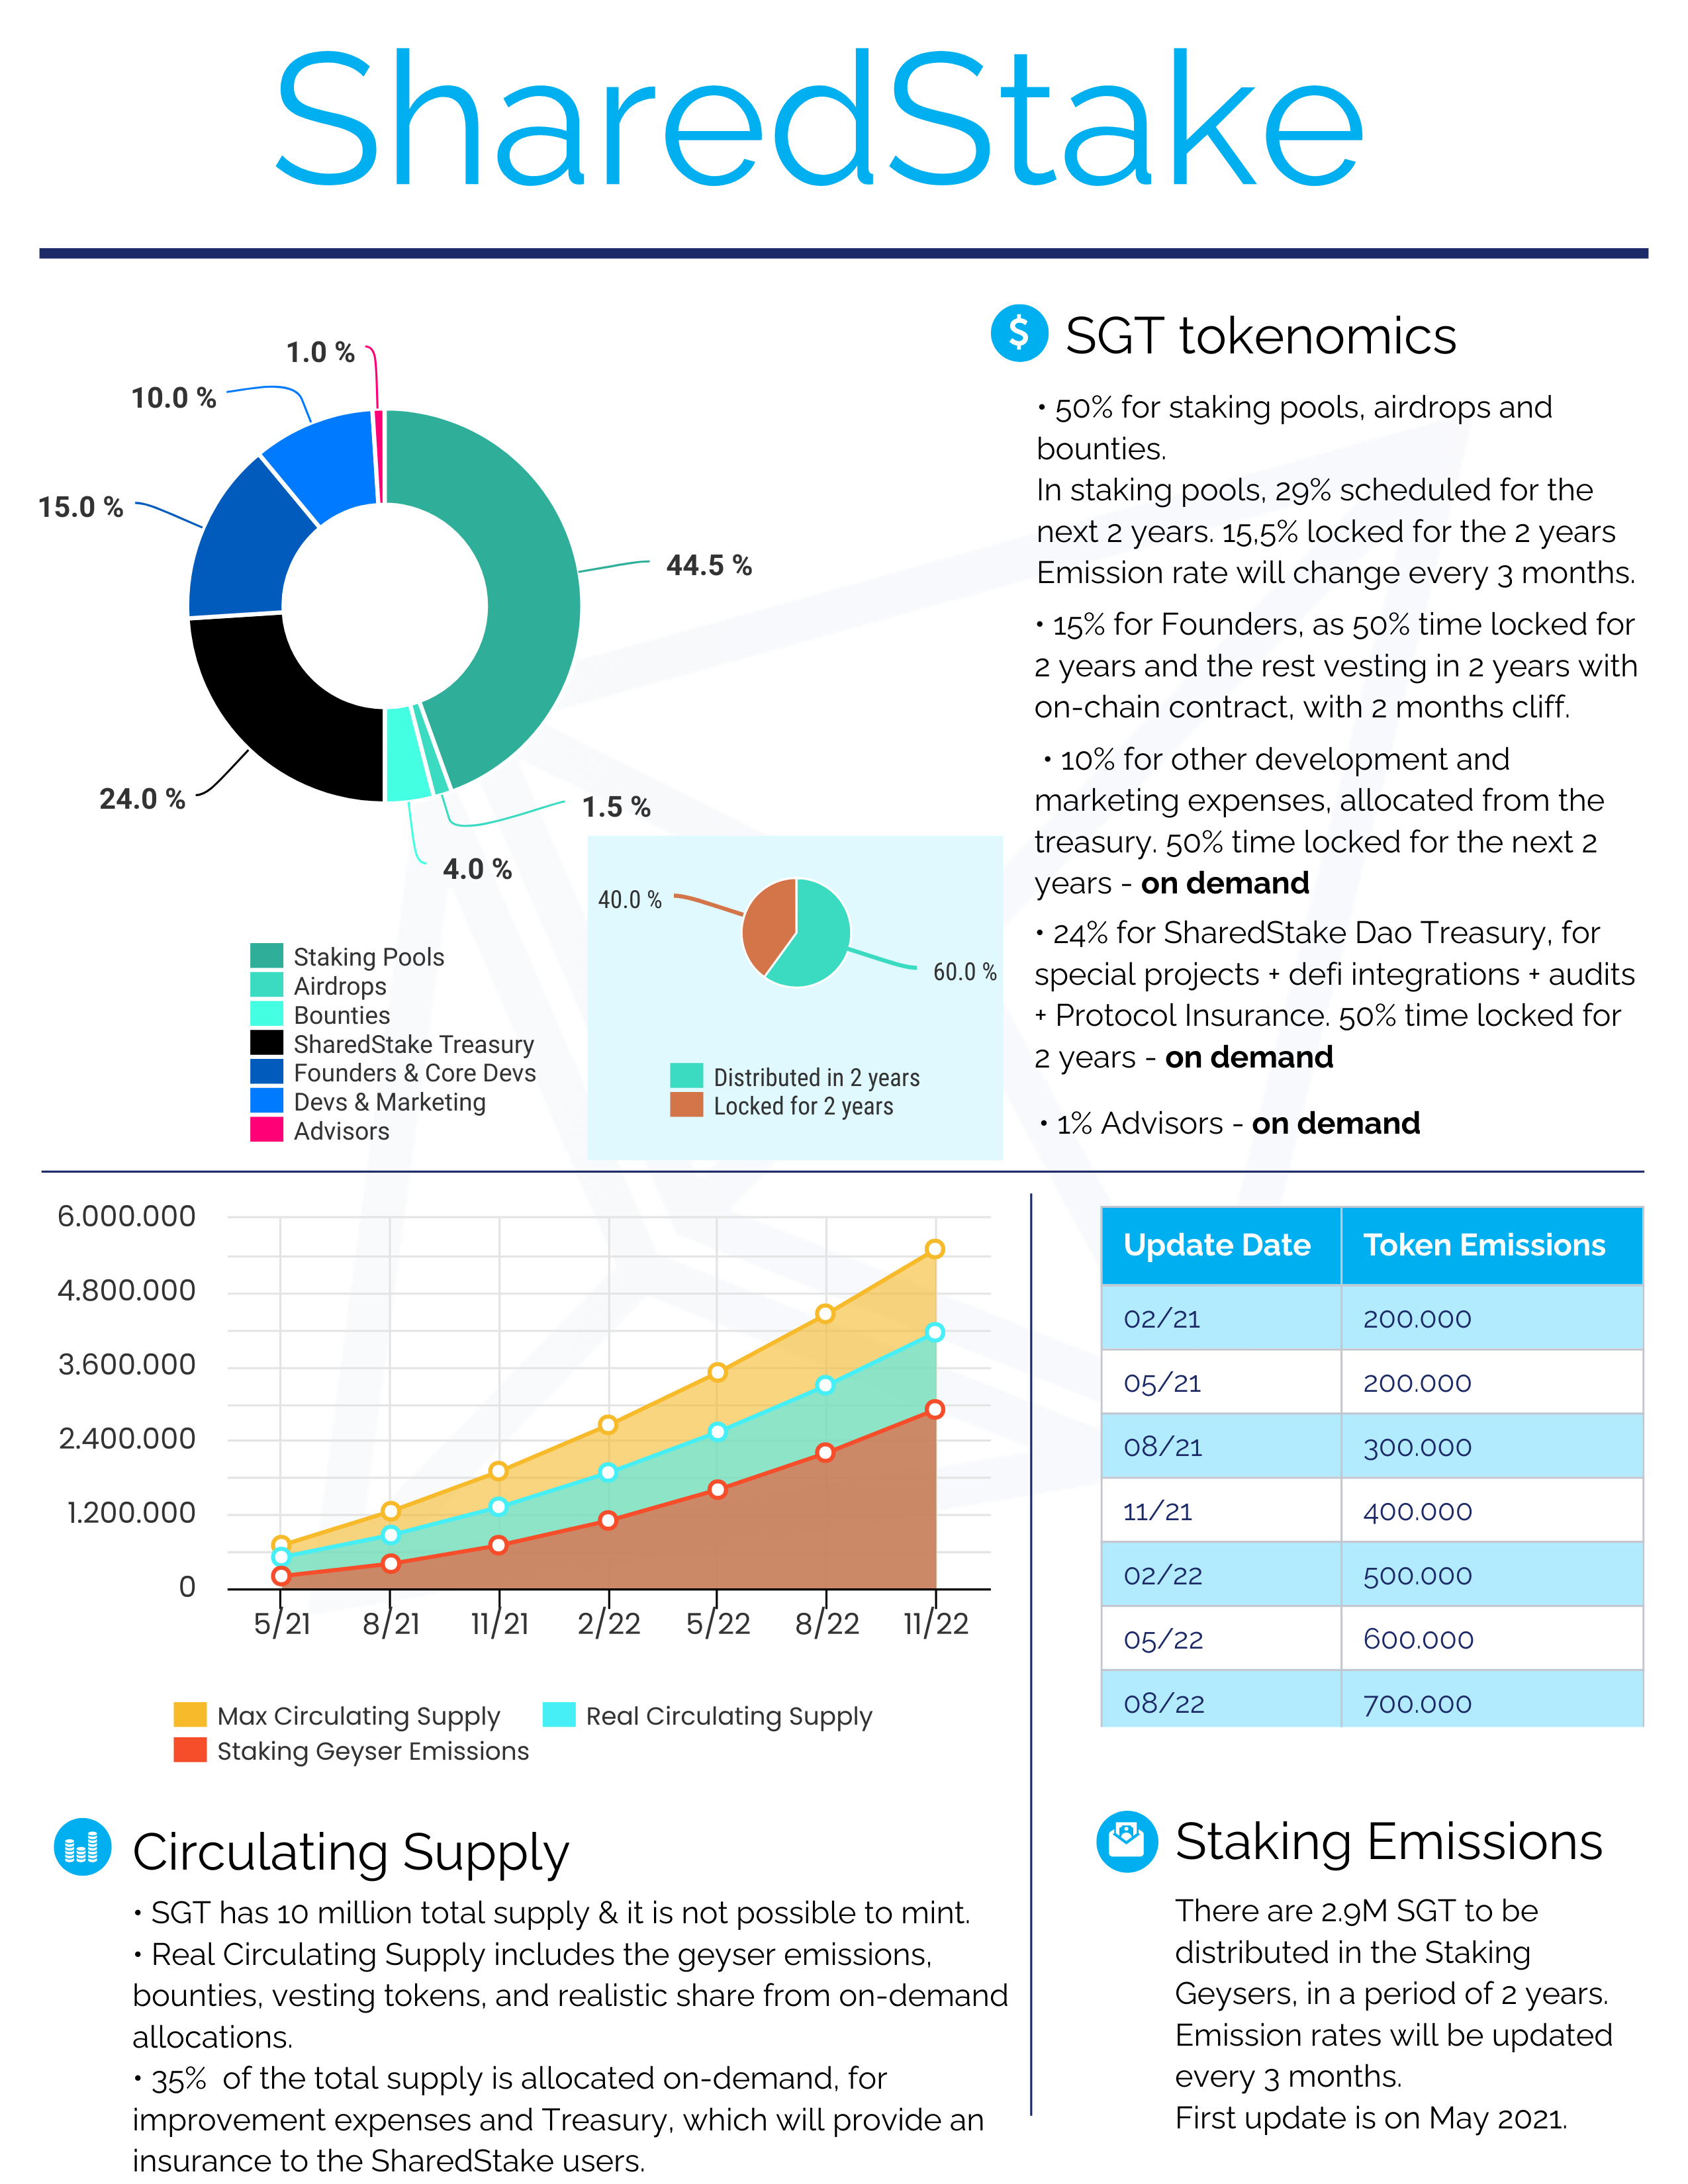 SharedStake
1.0 %
10.0 %
15.0 %
44.5 %
24.0 %
1.5 %
4.0 %
Staking Pools
Airdrops
Bounties
SharedStake Treasury
Founders & Core Devs
Devs & Marketing
Advisors
40.0 %
60.0 %
Distributed in 2 years
Locked for 2 years
$ SGT tokenomics
• 50% for staking pools, airdrops and
bounties.
In staking pools, 29% scheduled for the
next 2 years. 15,5% locked for the 2 years
Emission rate will change every 3 months.
• 15% for Founders, as 50% time locked for
2 years and the rest vesting in 2 years with
on-chain contract, with 2 months cliff.
• 10% for other development and
marketing expenses, allocated from the
treasury. 50% time locked for the next 2
years - on demand
• 24% for SharedStake Dao Treasury, for
special projects + defi integrations + audits
+ Protocol Insurance. 50% time locked for
2 years - on demand
• 1% Advisors - on demand
6.000.000
4.800.000
3.600.000
2.400.000
1.200.000
0
5/21 8/21 11/21 2/22 5/22 8/22 11/22
Max Circulating Supply Real Circulating Supply
Staking Geyser Emissions
Update Date Token Emissions
02/21 200.000
05/21 200.000
08/21 300.000
11/21 400.000
02/22 500.000
05/22 600.000
08/22 700.000
Circulating Supply
• SGT has 10 million total supply & it is not possible to mint.
• Real Circulating Supply includes the geyser emissions,
bounties, vesting tokens, and realistic share from on-demand
allocations.
• 35% of the total supply is allocated on-demand, for
improvement expenses and Treasury, which will provide an
insurance to the SharedStake users.
Staking Emissions
There are 2.9M SGT to be
distributed in the Staking
Geysers, in a period of 2 years.
Emission rates will be updated
every 3 months.
First update is on May 2021.